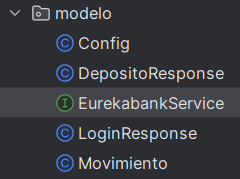 modelo
Config
DepositoResponse
EurekabankService
LoginResponse
Movimiento